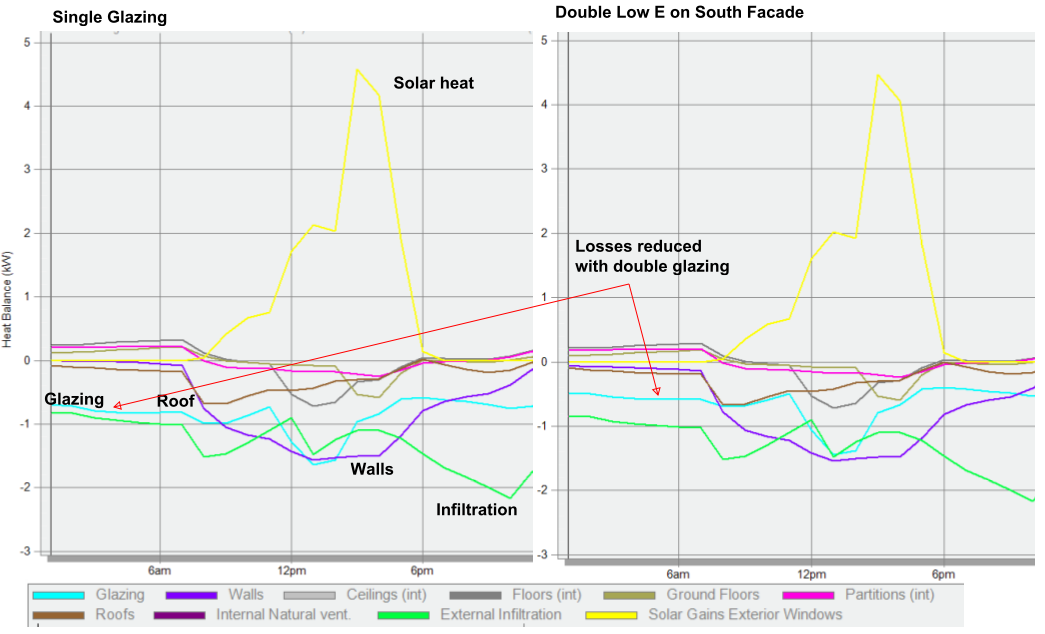 Single Glazing
Double Low E on South Facade
5
4
3
2
1
0
-1
-2
-3
Heat Balance (kW)
Solar heat
Glazing
Roof
Walls
Infiltration
6am 12pm 6pm
5
4
3
2
1
0
-1
-2
-3
Losses reduced
with double glazing
6am 12pm 6pm
Glazing Walls Ceilings (int) Floors (int) Ground Floors Partitions (int)
Roofs Internal Natural vent. External Infiltration Solar Gains Exterior Windows